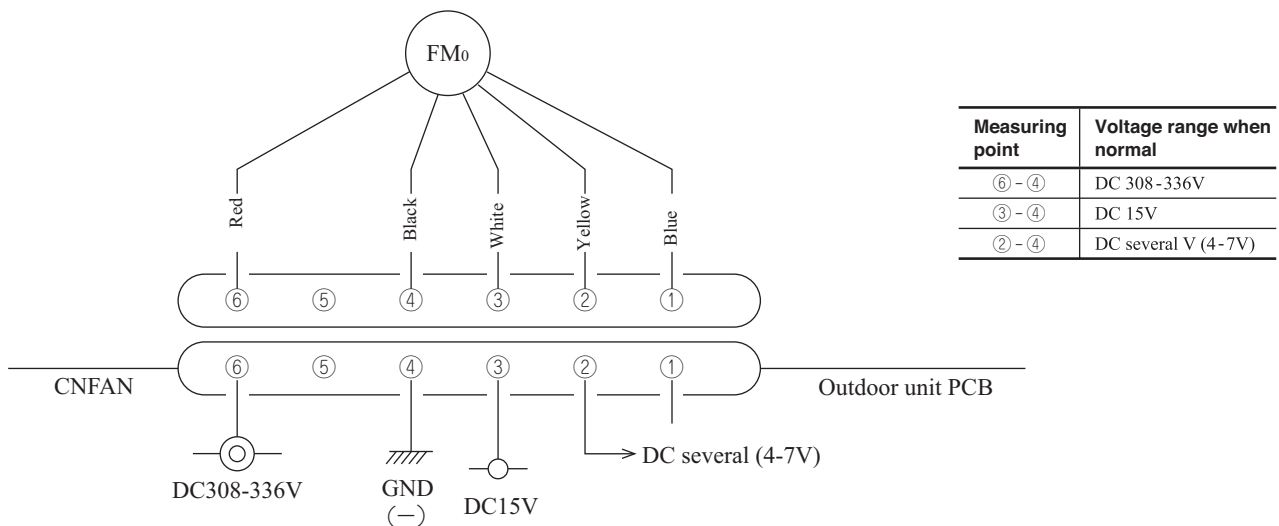 FM0
Measuring point
Voltage range when normal
⑥ - ④
DC 308 - 336V
③ - ④
DC 15V
② - ④
DC several V (4 - 7V)
Red
Black
White
Yellow
Blue
⑥ ⑤ ④ ③ ② ①
⑥ ⑤ ④ ③ ② ①
CNFAN
Outdoor unit PCB
DC308-336V
GND
(—)
DC15V
DC several (4-7V)